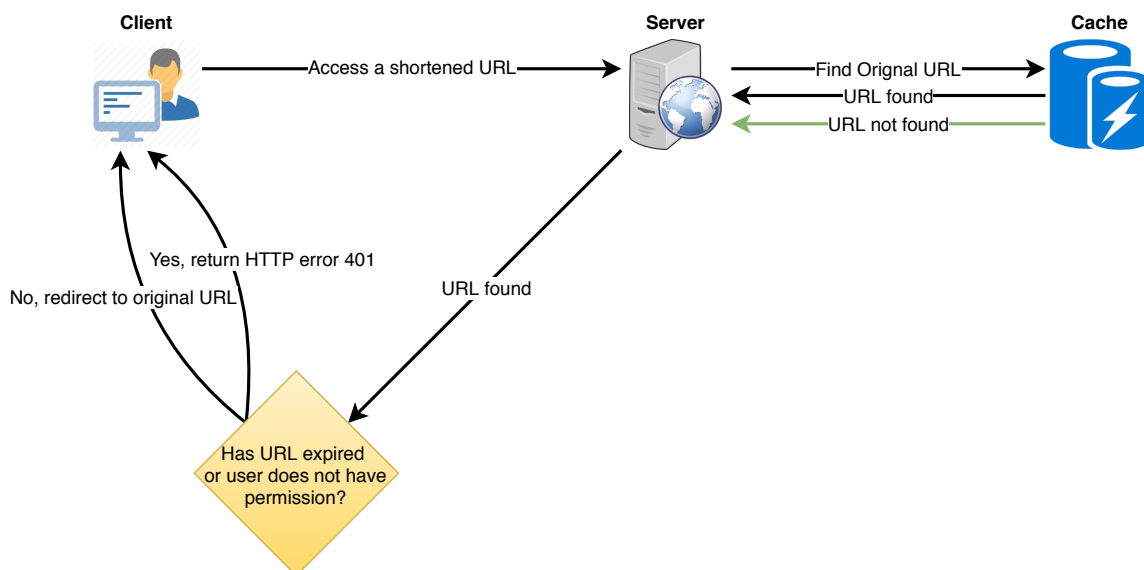 Client
Server
Cache
Access a shortened URL
Find Orignal URL
URL found
URL not found
Yes, return HTTP error 401
No, redirect to original URL
URL found
Has URL expired
or user does not have
permission?